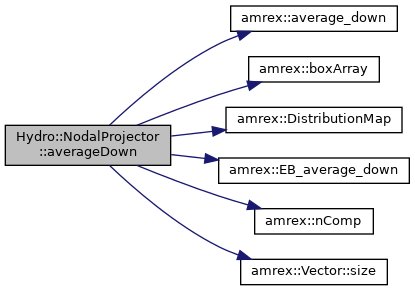 amrex::average_down
amrex::boxArray
Hydro::NodalProjector
::averageDown
amrex::DistributionMap
amrex::EB_average_down
amrex::nComp
amrex::Vector::size